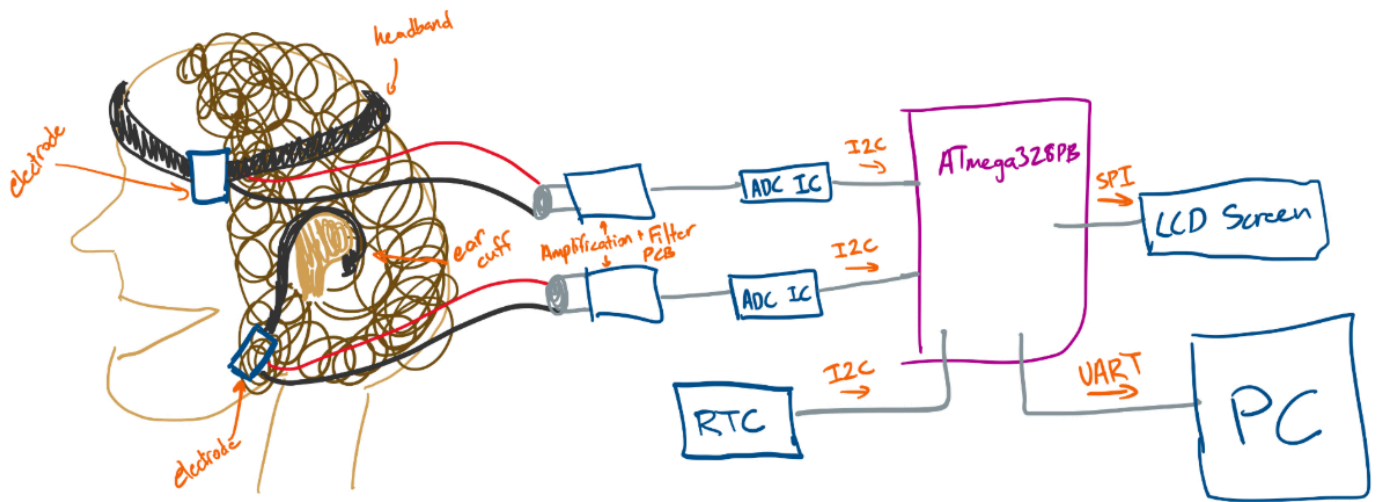 headband
electrode
ear
cuff
electrode
Amplification + Filter
PCB
ADC IC
ADC IC
I2C
I2C
I2C
RTC
ATmega328PB
SPI
LCD Screen
UART
PC